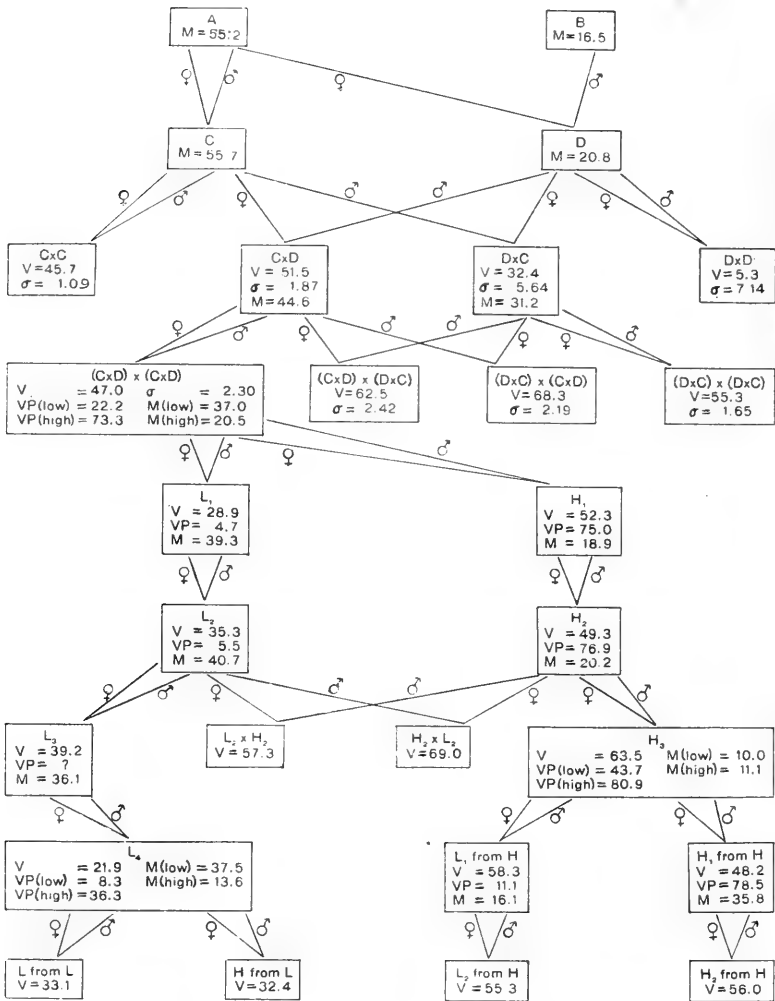 A
M = 55.2
B
M = 16.5
♀ ♂ ♀ ♂
C
M = 55.7
D
M = 20.8
♀ ♂ ♀ ♂ ♂ ♀ ♀ ♂
C×C
V = 45.7
σ = 1.09
C×D
V = 51.5
σ = 1.87
M = 44.6
D×C
V = 32.4
σ = 5.64
M = 31.2
D×D
V = 5.3
σ = 7.14
♀ ♂ ♀ ♂ ♂ ♀ ♀ ♂
(C×D) × (C×D)
V = 47.0 σ = 2.30
VP(low) = 22.2 M(low) = 37.0
VP(high) = 73.3 M(high) = 20.5
(C×D) × (D×C)
V = 62.5
σ = 2.42
(D×C) × (C×D)
V = 68.3
σ = 2.19
(D×C) × (D×C)
V = 55.3
σ = 1.65
♀ ♂ ♀ ♂
L₁
V = 28.9
VP = 4.7
M = 39.3
H₁
V = 52.3
VP = 75.0
M = 18.9
♀ ♂ ♀ ♂
L₂
V = 35.3
VP = 5.5
M = 40.7
H₂
V = 49.3
VP = 76.9
M = 20.2
♀ ♂ ♀ ♂ ♂ ♀ ♀ ♂
L₃
V = 39.2
VP = ?
M = 36.1
L₂ × H₂
V = 57.3
H₂ × L₂
V = 69.0
H₃
V = 63.5 M(low) = 10.0
VP(low) = 43.7 M(high) = 11.1
VP(high) = 80.9
♀ ♂ ♀ ♂ ♀ ♂
L₄
V = 21.9 M(low) = 37.5
VP(low) = 8.3 M(high) = 13.6
VP(high) = 36.3
L₁ from H
V = 58.3
VP = 11.1
M = 16.1
H₁ from H
V = 48.2
VP = 78.5
M = 35.8
♀ ♂ ♀ ♂ ♀ ♂ ♀ ♂
L from L
V = 33.1
H from L
V = 32.4
L₂ from H
V = 55.3
H₂ from H
V = 56.0